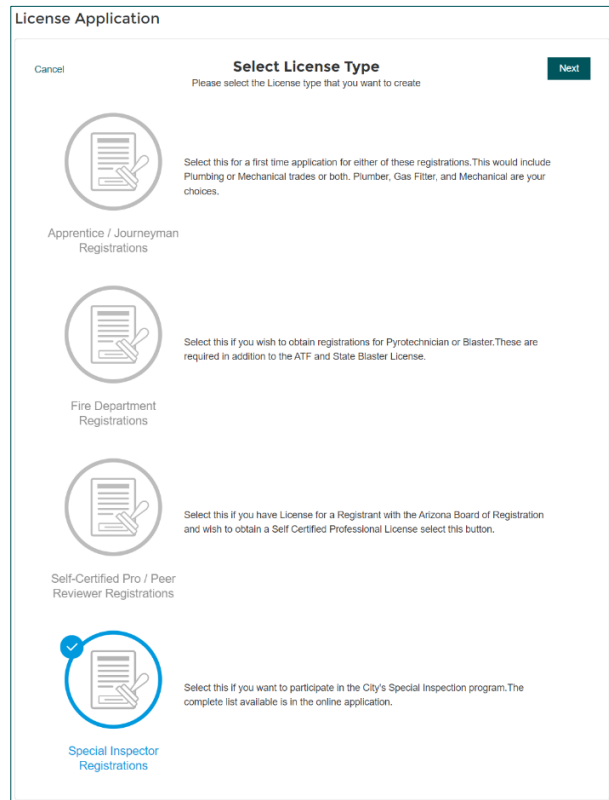 License Application
Cancel
Select License Type
Next
Please select the License type that you want to create
Select this for a first time application for either of these registrations.This would include
Plumbing or Mechanical trades or both. Plumber, Gas Fitter, and Mechanical are your
choices.
Apprentice / Journeyman
Registrations
Select this if you wish to obtain registrations for Pyrotechnician or Blaster.These are
required in addition to the ATF and State Blaster License.
Fire Department
Registrations
Select this if you have License for a Registrant with the Arizona Board of Registration
and wish to obtain a Self Certified Professional License select this button.
Self-Certified Pro / Peer
Reviewer Registrations
Select this if you want to participate in the City's Special Inspection program.The
complete list available is in the online application.
Special Inspector
Registrations